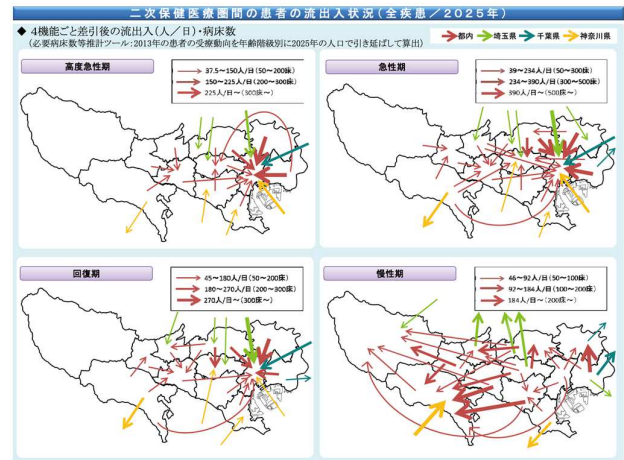 二次保健医療圏間の患者の流出入状況(全疾患/2025年)
◆ 4機能ごと差引後の流出入(人/日)・病床数
(必要病床数等推計ツール:2013年の患者の受療動向を年齢階級別に2025年の人口で引き延ばして算出)
都内 埼玉県 千葉県 神奈川県
高度急性期
37.5~150人/日(50~200床)
150~225人/日(200~300床)
225人/日~(300床~)
急性期
39~234人/日(50~300床)
234~390人/日(300~500床)
390人/日~(500床~)
回復期
45~180人/日(50~200床)
180~270人/日(200~300床)
270人/日~(300床~)
慢性期
46~92人/日(50~100床)
92~184人/日(100~200床)
184人/日~(200床~)